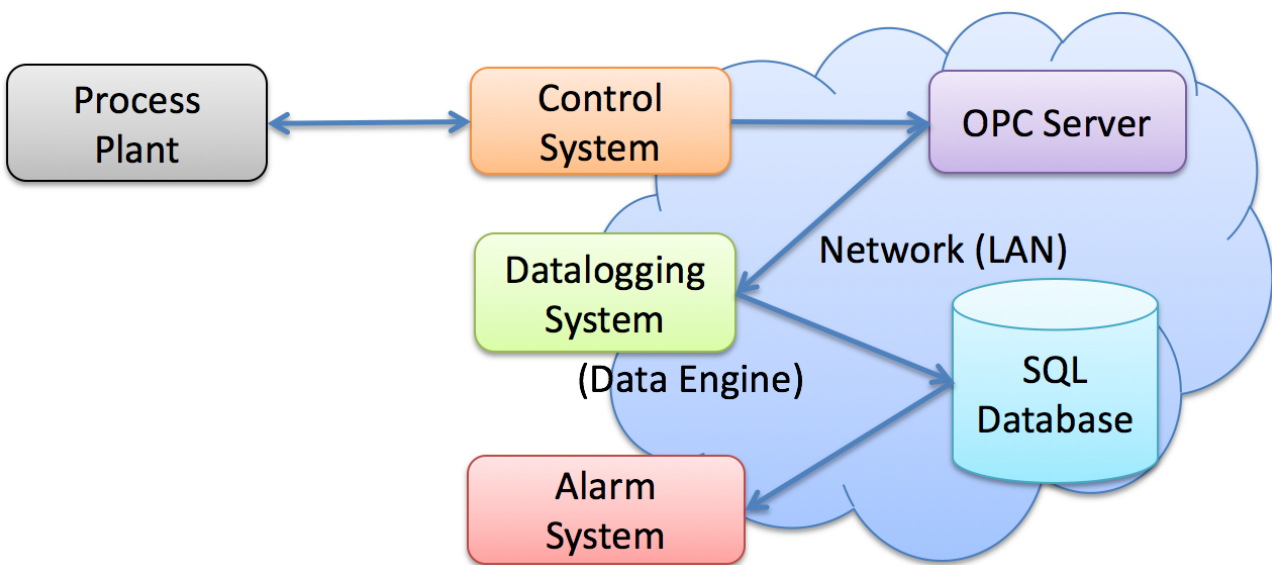 Process
Plant
Control
System
OPC Server
Datalogging
System
Network (LAN)
(Data Engine)
SQL
Database
Alarm
System